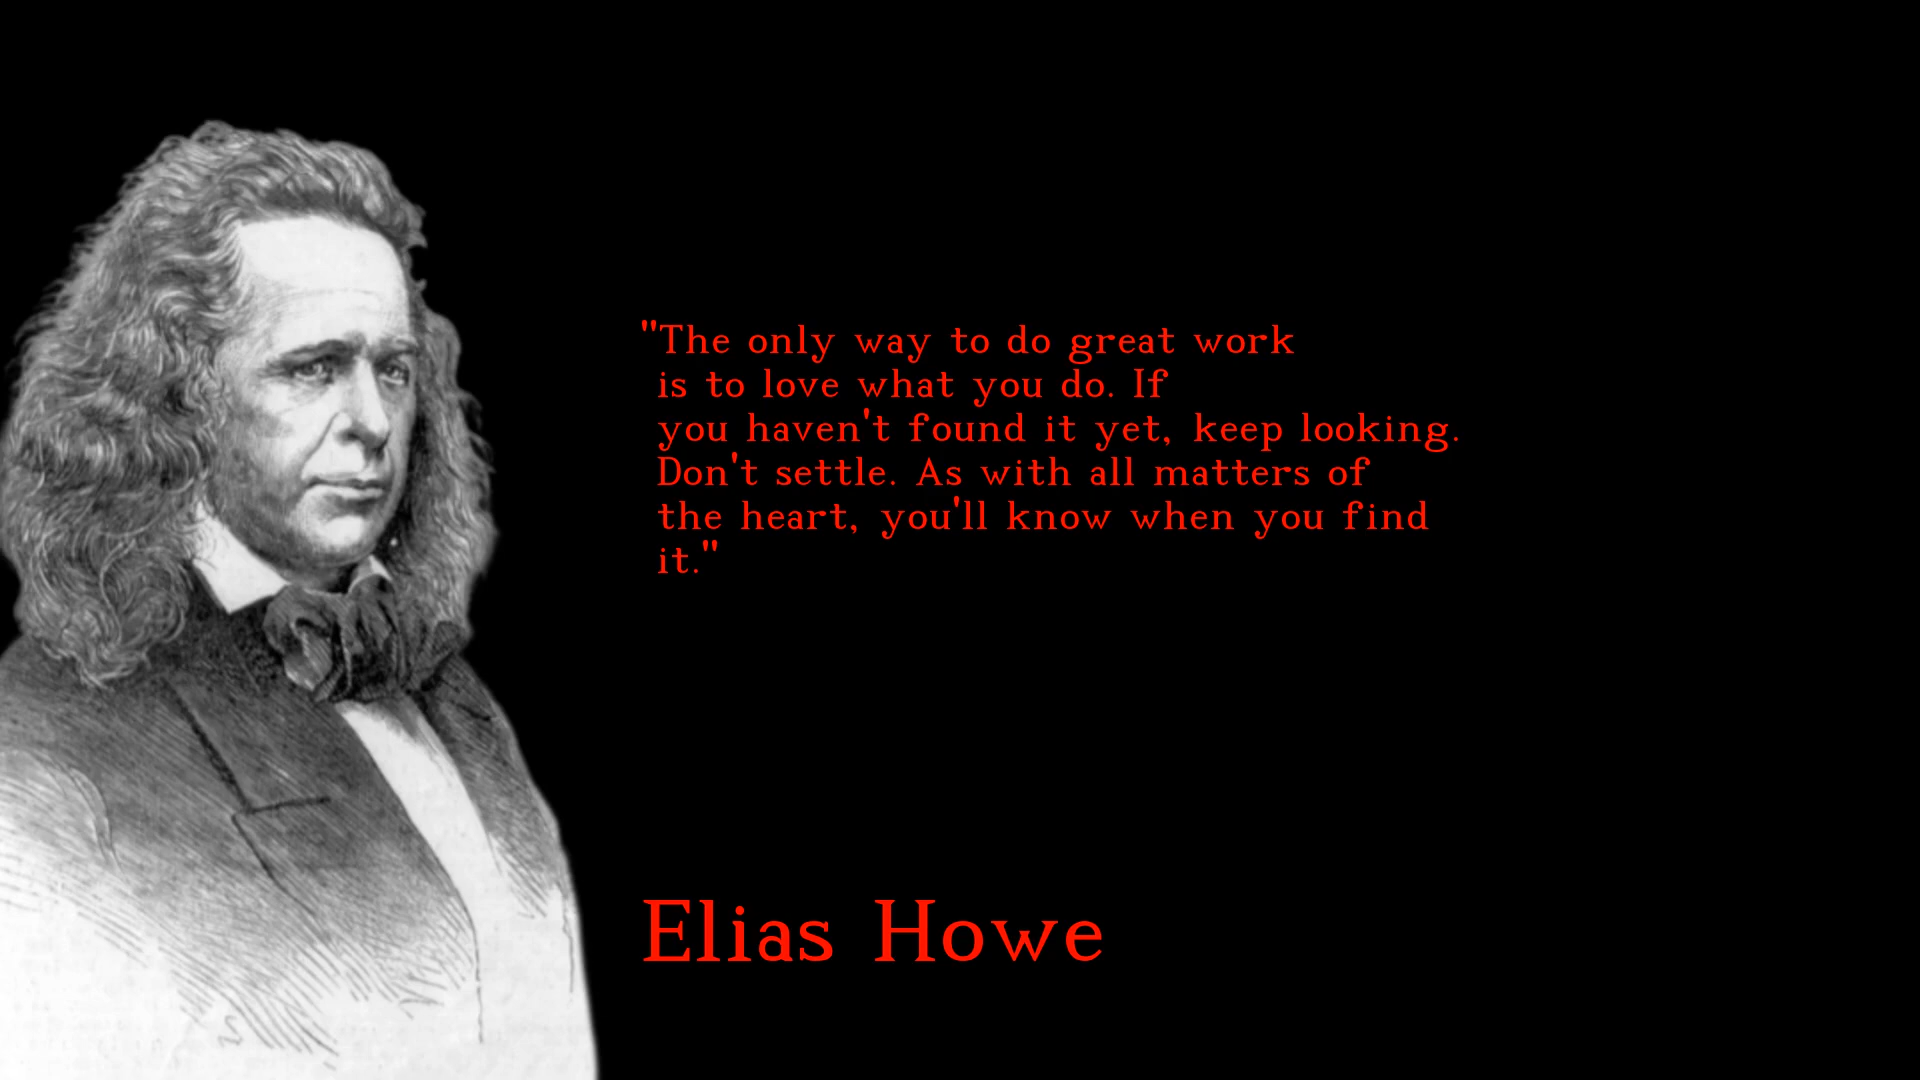 "The only way to do great work
is to love what you do. If
you haven't found it yet, keep looking.
Don't settle. As with all matters of
the heart, you'll know when you find
it."
Elias Howe